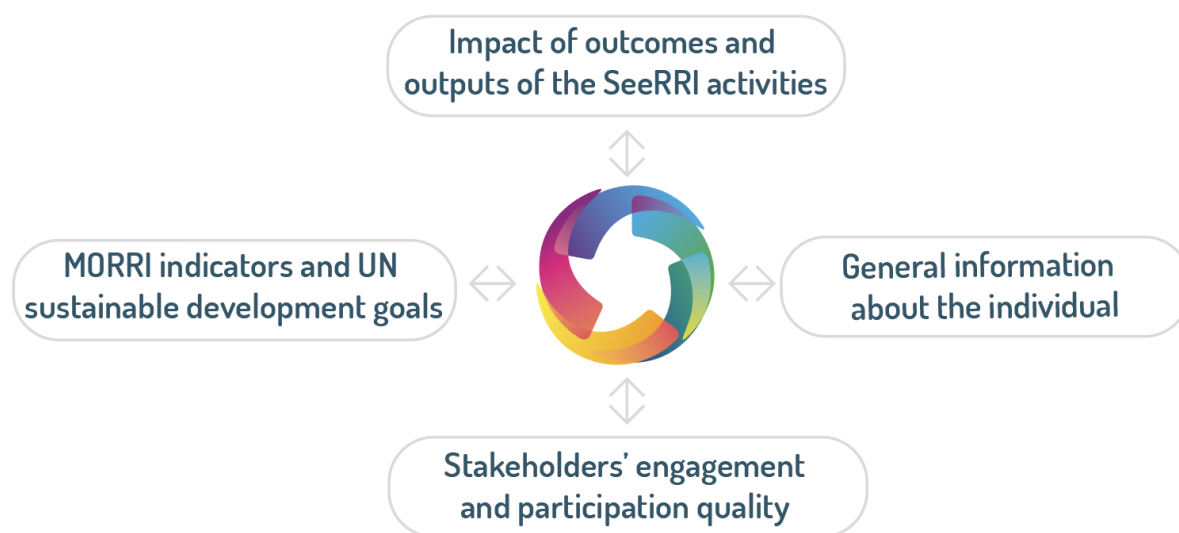 Impact of outcomes and
outputs of the SeeRRI activities
MORRI indicators and UN
sustainable development goals
General information
about the individual
Stakeholders’ engagement
and participation quality